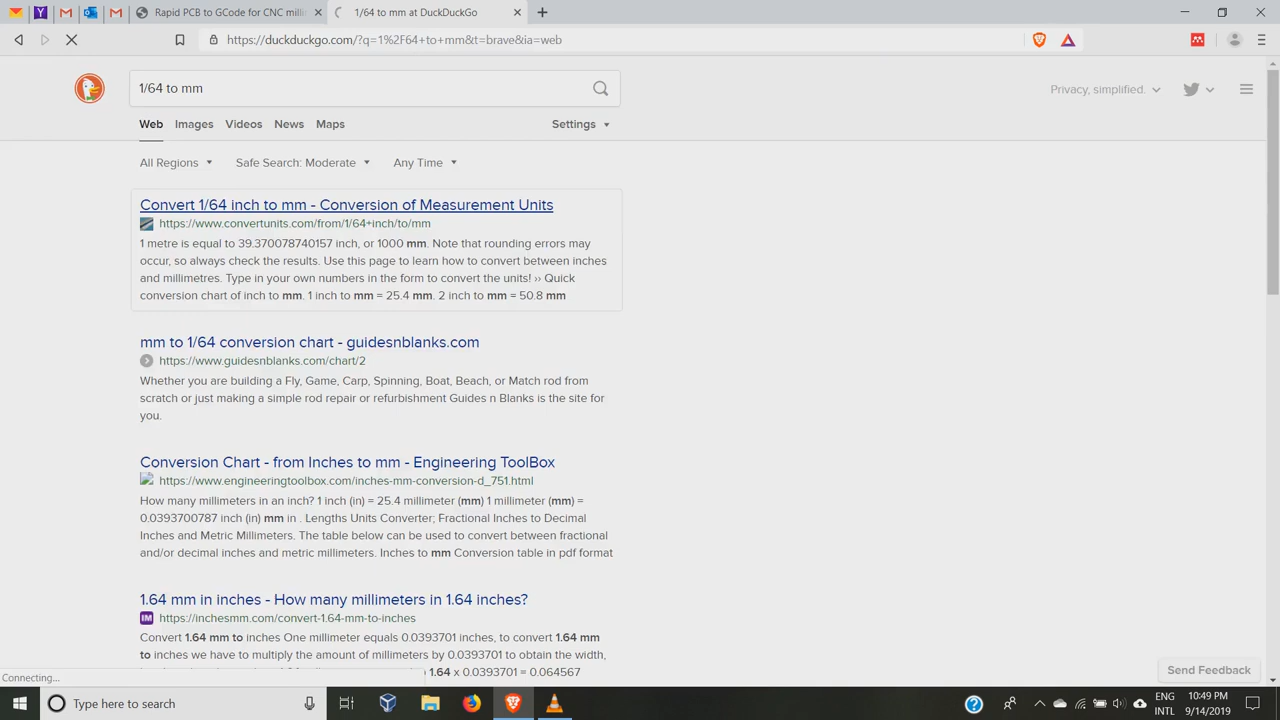 Rapid PCB to GCode for CNC milli
1/64 to mm at DuckDuckGo
https://duckduckgo.com/?q=1%2F64+to+mm&t=brave&ia=web
1/64 to mm
Privacy, simplified.
Web Images Videos News Maps Settings
All Regions Safe Search: Moderate Any Time
Convert 1/64 inch to mm - Conversion of Measurement Units
https://www.convertunits.com/from/1/64+inch/to/mm
1 metre is equal to 39.370078740157 inch, or 1000 mm. Note that rounding errors may
occur, so always check the results. Use this page to learn how to convert between inches
and millimetres. Type in your own numbers in the form to convert the units! ›› Quick
conversion chart of inch to mm. 1 inch to mm = 25.4 mm. 2 inch to mm = 50.8 mm
mm to 1/64 conversion chart - guidesnblanks.com
https://www.guidesnblanks.com/chart/2
Whether you are building a Fly, Game, Carp, Spinning, Boat, Beach, or Match rod from
scratch or just making a simple rod repair or refurbishment Guides n Blanks is the site for
you.
Conversion Chart - from Inches to mm - Engineering ToolBox
https://www.engineeringtoolbox.com/inches-mm-conversion-d_751.html
How many millimeters in an inch? 1 inch (in) = 25.4 millimeter (mm) 1 millimeter (mm) =
0.0393700787 inch (in) mm in . Lengths Units Converter; Fractional Inches to Decimal
Inches and Metric Millimeters. The table below can be used to convert between fractional
and/or decimal inches and metric millimeters. Inches to mm Conversion table in pdf format
1.64 mm in inches - How many millimeters in 1.64 inches?
IM https://inchesmm.com/convert-1.64-mm-to-inches
Convert 1.64 mm to inches One millimeter equals 0.0393701 inches, to convert 1.64 mm
to inches we have to multiply the amount of millimeters by 0.0393701 to obtain the width,
1.64 x 0.0393701 = 0.064567
Send Feedback
Connecting...
Type here to search
ENG
INTL
10:49 PM
9/14/2019